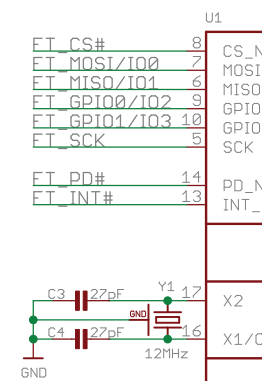 U1
FT_CS# 8 CS_N
FT_MOSI/IO0 7 MOSI
FT_MISO/IO1 6 MISO
FT_GPIO0/IO2 9 GPIO
FT_GPIO1/IO3 10 GPIO
FT_SCK 5 SCK
FT_PD# 14 PD_N
FT_INT# 13 INT_
C3 27pF Y1 17 X2
GND
C4 27pF 16 X1/C
12MHz
GND